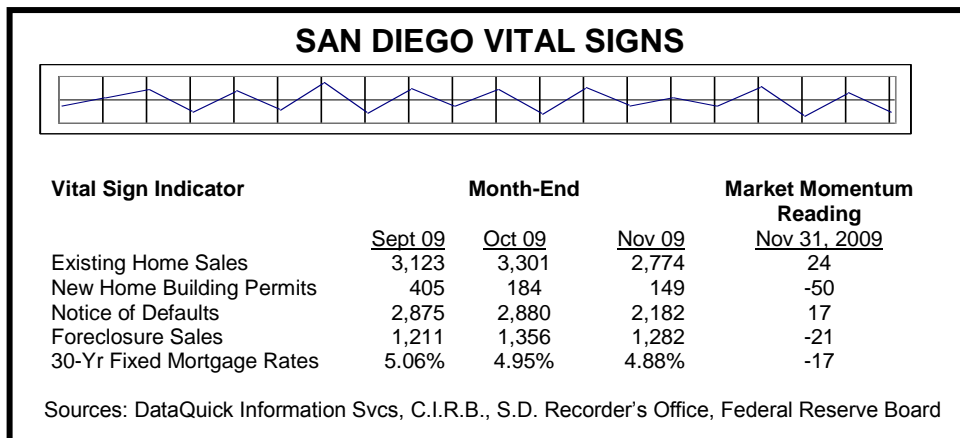 SAN DIEGO VITAL SIGNS
Vital Sign Indicator Month-End Market Momentum
Reading
Sept 09 Oct 09 Nov 09 Nov 31, 2009
Existing Home Sales 3,123 3,301 2,774 24
New Home Building Permits 405 184 149 -50
Notice of Defaults 2,875 2,880 2,182 17
Foreclosure Sales 1,211 1,356 1,282 -21
30-Yr Fixed Mortgage Rates 5.06% 4.95% 4.88% -17
Sources: DataQuick Information Svcs, C.I.R.B., S.D. Recorder's Office, Federal Reserve Board